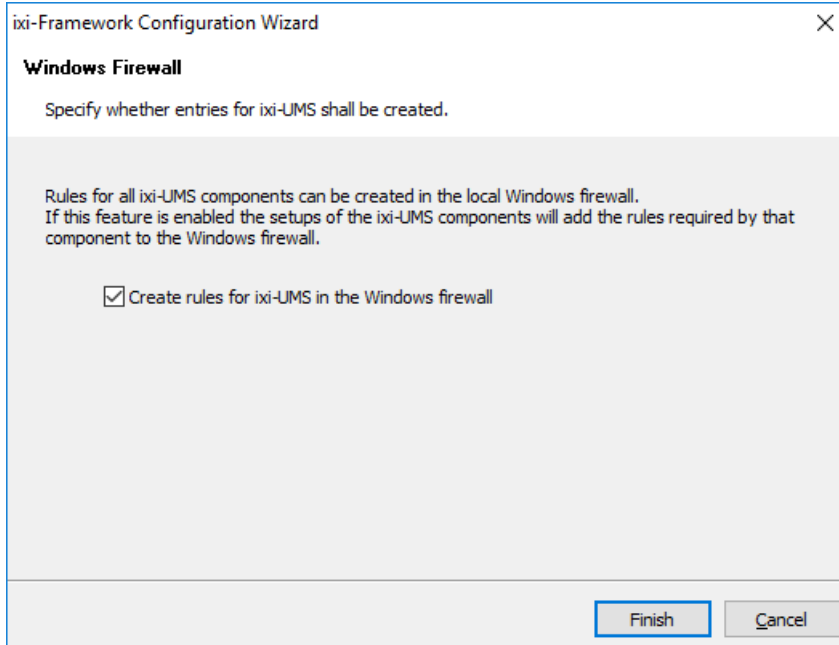 ixi-Framework Configuration Wizard
Windows Firewall
Specify whether entries for ixi-UMS shall be created.
Rules for all ixi-UMS components can be created in the local Windows firewall.
If this feature is enabled the setups of the ixi-UMS components will add the rules required by that
component to the Windows firewall.
Create rules for ixi-UMS in the Windows firewall
Finish Cancel